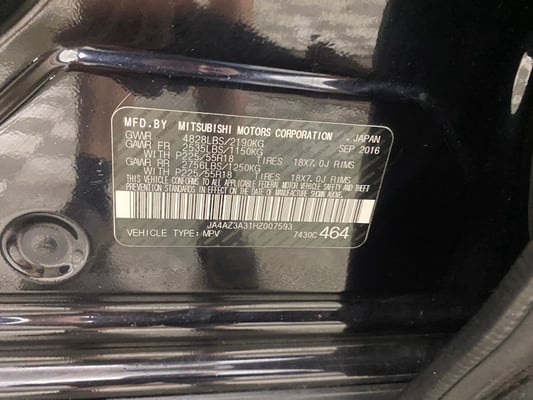 MFD.BY MITSUBISHI MOTORS CORPORATION .JAPAN
GVWR 4828LBS/2190KG SEP 2016
GAWR FR 2535LBS/1150KG
WITH P225/55R18 TIRES 18X7.0J RIMS
GAWR RR 2756LBS/1250KG
WITH P225/55R18 TIRES 18X7.0J RIMS
THIS VEHICLE CONFORMS TO ALL APPLICABLE FEDERAL MOTOR VEHICLE SAFETY AND THEFT
PREVENTION STANDARDS IN EFFECT ON THE DATE OF MANUFACTURE SHOWN ABOVE.
JA4AZ3A31HZ007593
VEHICLE TYPE:MPV 7430C 464